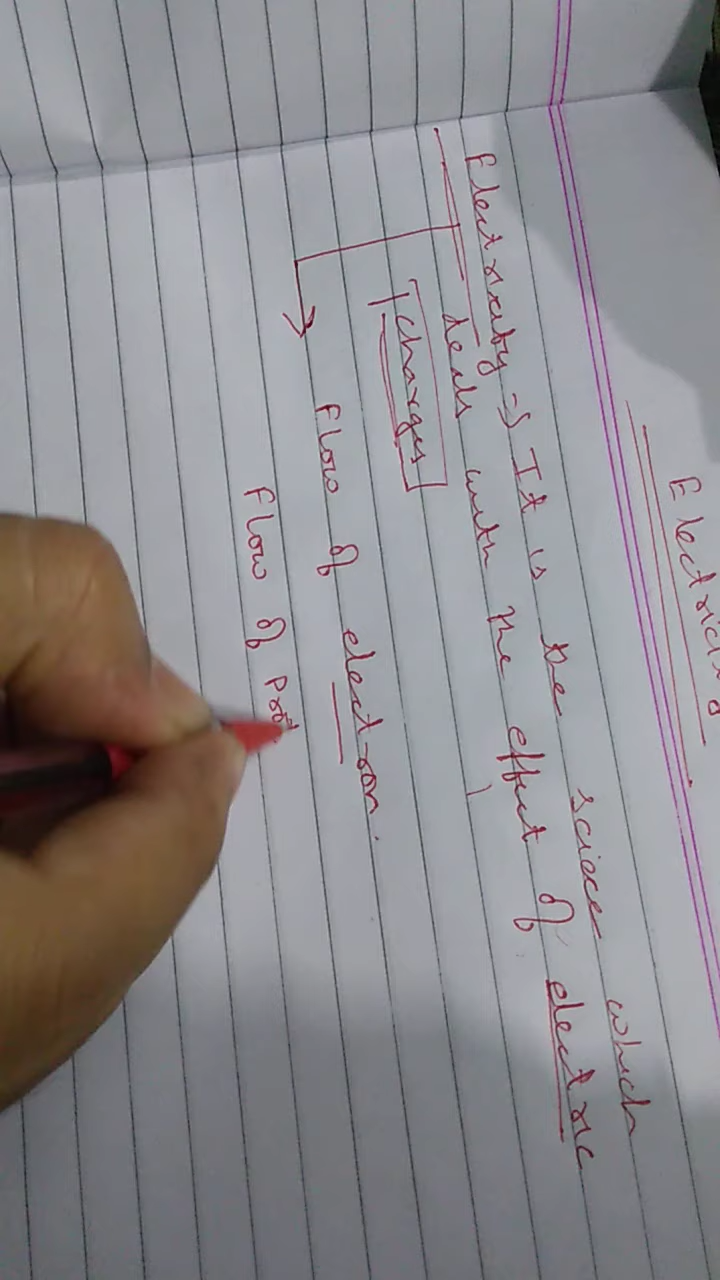 Electricity
Electricity => It is the science which
deals with the effect of electric
charges
Flow of electron.
Flow of Prot